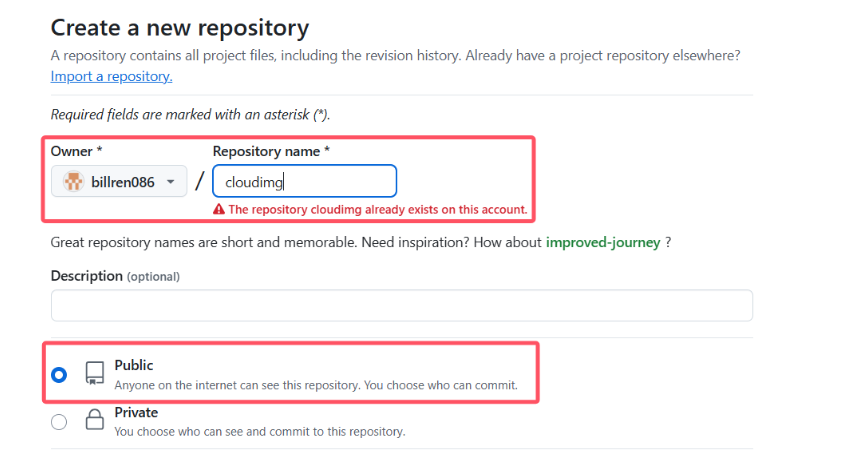 Create a new repository
A repository contains all project files, including the revision history. Already have a project repository elsewhere?
Import a repository.
Required fields are marked with an asterisk (*).
Owner * Repository name *
billren086 / cloudimg
The repository cloudimg already exists on this account.
Great repository names are short and memorable. Need inspiration? How about improved-journey ?
Description (optional)
Public
Anyone on the internet can see this repository. You choose who can commit.
Private
You choose who can see and commit to this repository.